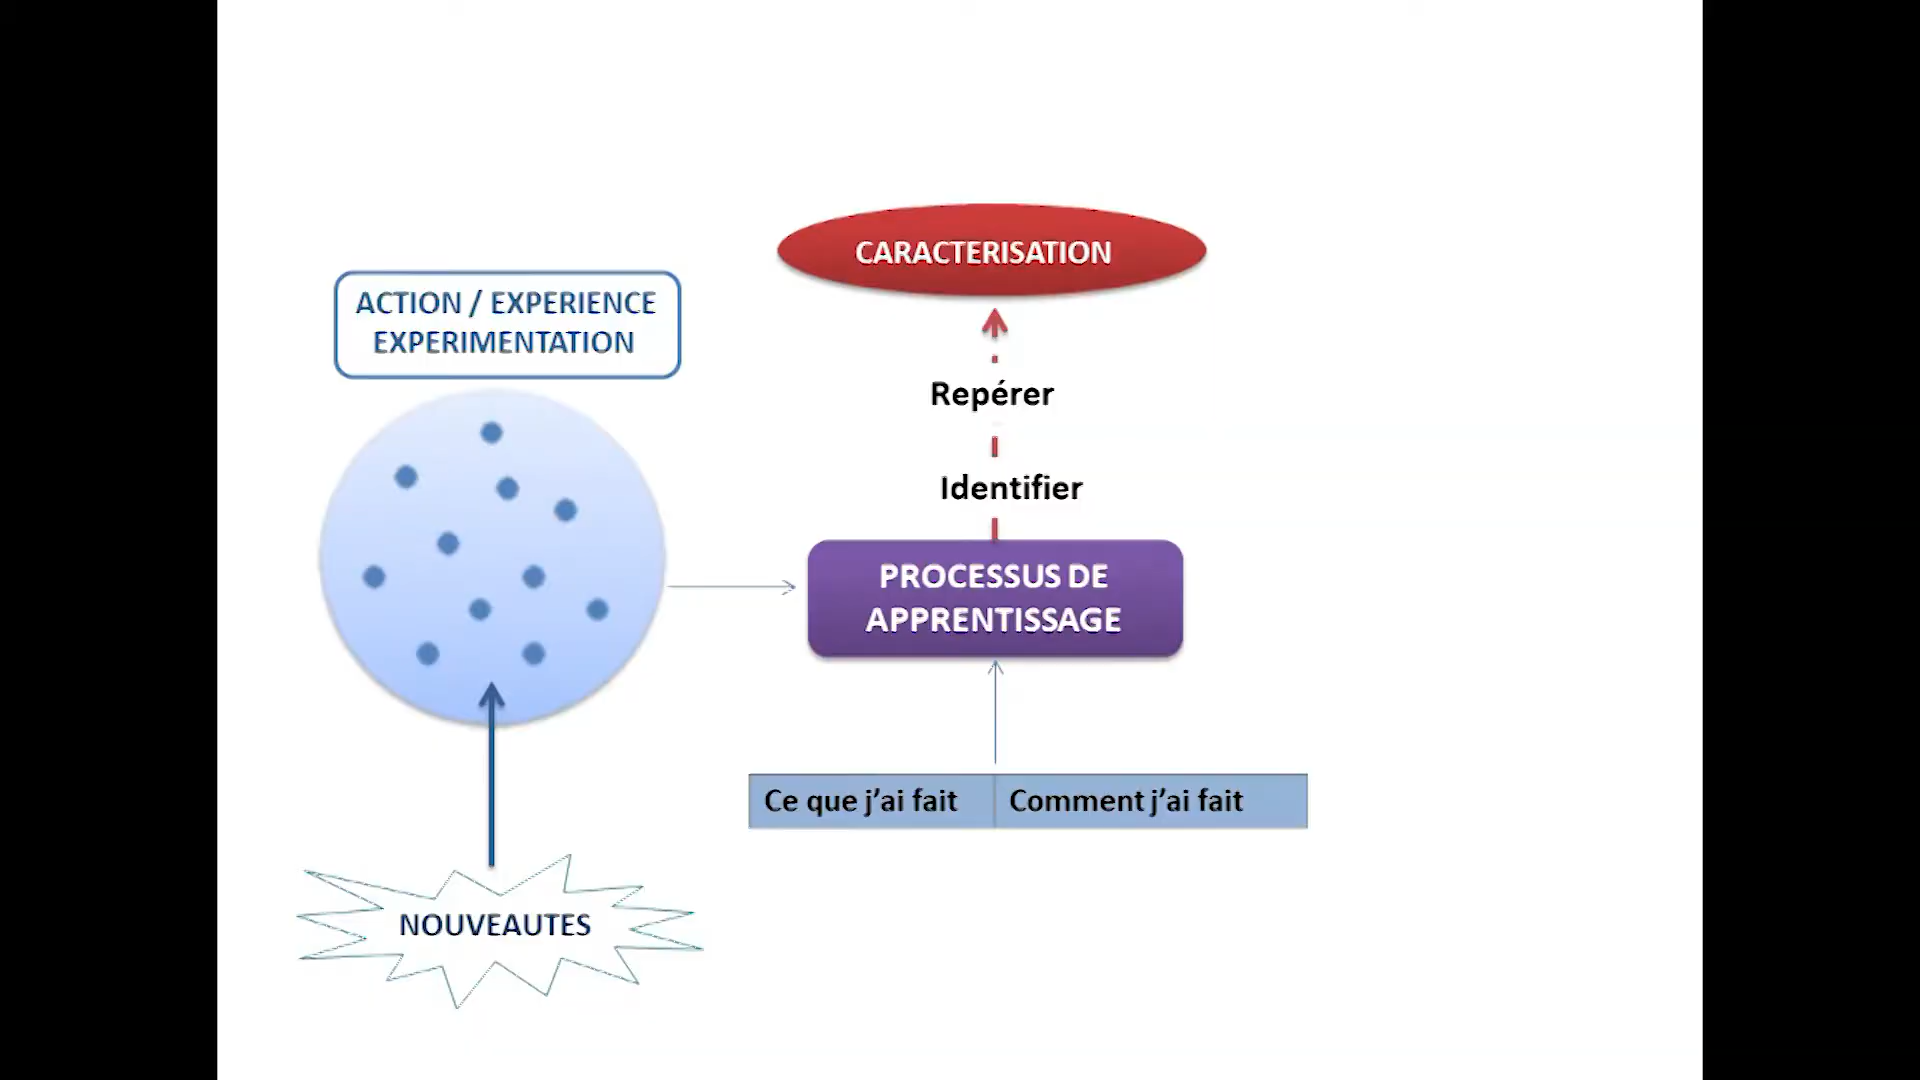 CARACTERISATION
ACTION / EXPERIENCE
EXPERIMENTATION
Repérer
Identifier
PROCESSUS DE
APPRENTISSAGE
Ce que j’ai fait
Comment j’ai fait
NOUVEAUTES